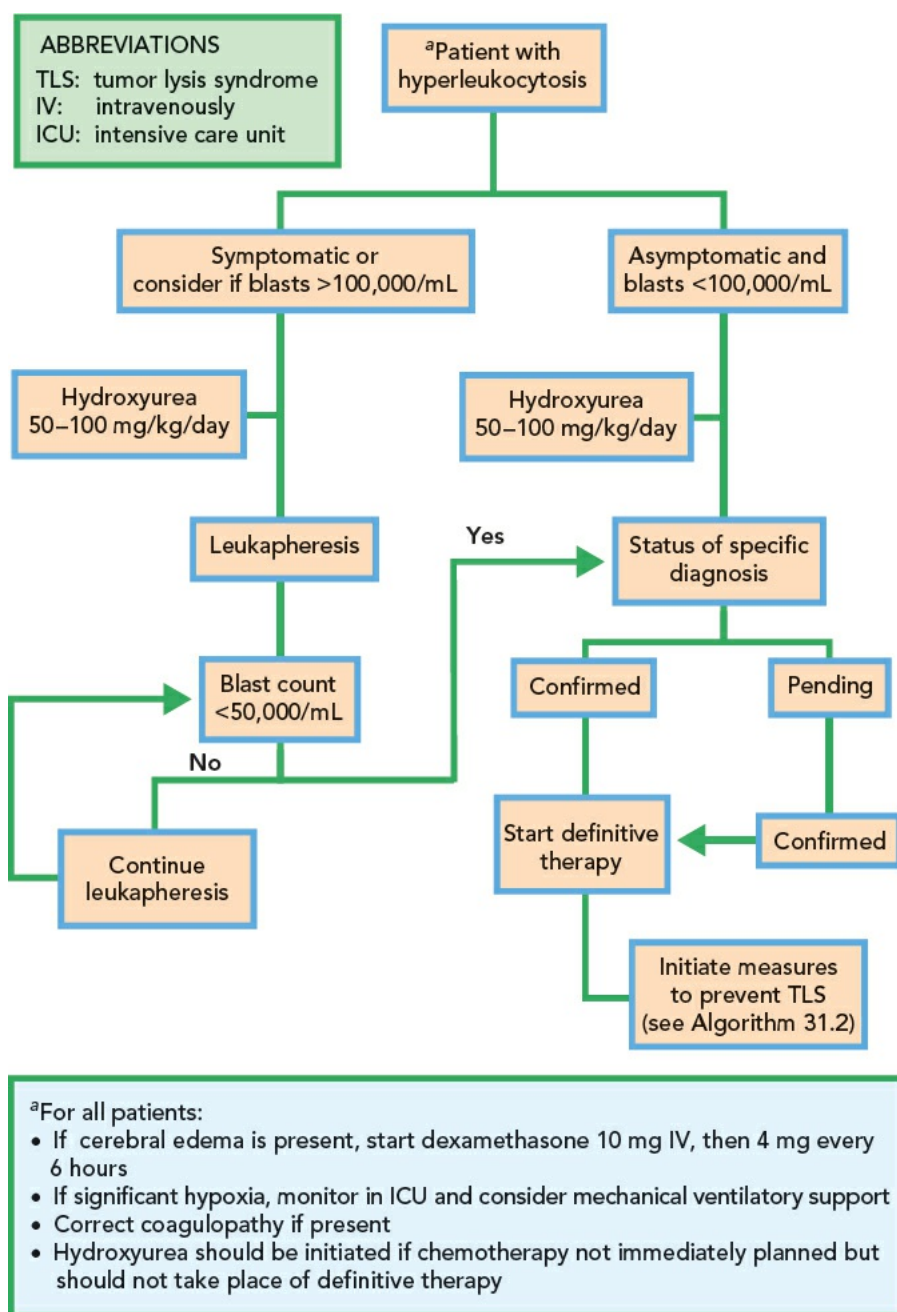 ABBREVIATIONS
TLS: tumor lysis syndrome
IV: intravenously
ICU: intensive care unit
aPatient with
hyperleukocytosis
Symptomatic or
consider if blasts >100,000/mL
Asymptomatic and
blasts <100,000/mL
Hydroxyurea
50–100 mg/kg/day
Hydroxyurea
50–100 mg/kg/day
Leukapheresis
Yes
Status of specific
diagnosis
Blast count
<50,000/mL
Confirmed
Pending
No
Continue
leukapheresis
Start definitive
therapy
Confirmed
Initiate measures
to prevent TLS
(see Algorithm 31.2)
aFor all patients:
• If cerebral edema is present, start dexamethasone 10 mg IV, then 4 mg every
6 hours
• If significant hypoxia, monitor in ICU and consider mechanical ventilatory support
• Correct coagulopathy if present
• Hydroxyurea should be initiated if chemotherapy not immediately planned but
should not take place of definitive therapy